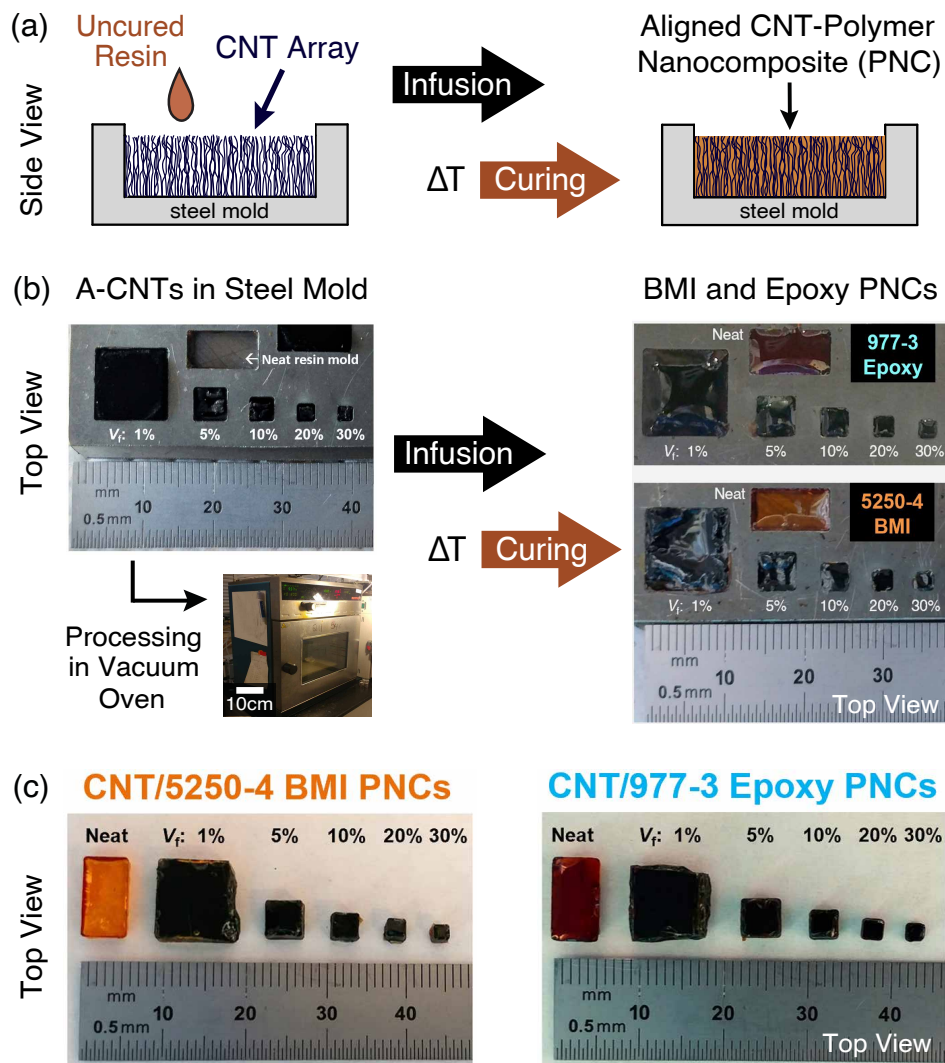 (a)
Side View
Uncured
Resin
CNT Array
steel mold
Infusion
ΔT Curing
Aligned CNT-Polymer
Nanocomposite (PNC)
steel mold
(b)
Top View
A-CNTs in Steel Mold
← Neat resin mold
Vf: 1% 5% 10% 20% 30%
mm 10 20 30 40
0.5 mm
Processing
in Vacuum
Oven
10cm
Infusion
ΔT Curing
BMI and Epoxy PNCs
Neat
977-3
Epoxy
Vf: 1% 5% 10% 20% 30%
Neat
5250-4
BMI
Vf: 1% 5% 10% 20% 30%
mm 10 20 30
0.5 mm
Top View
(c)
Top View
CNT/5250-4 BMI PNCs
Neat Vf: 1% 5% 10% 20% 30%
mm 10 20 30 40
0.5 mm
CNT/977-3 Epoxy PNCs
Neat Vf: 1% 5% 10% 20% 30%
mm 10 20 30 40
0.5 mm
Top View